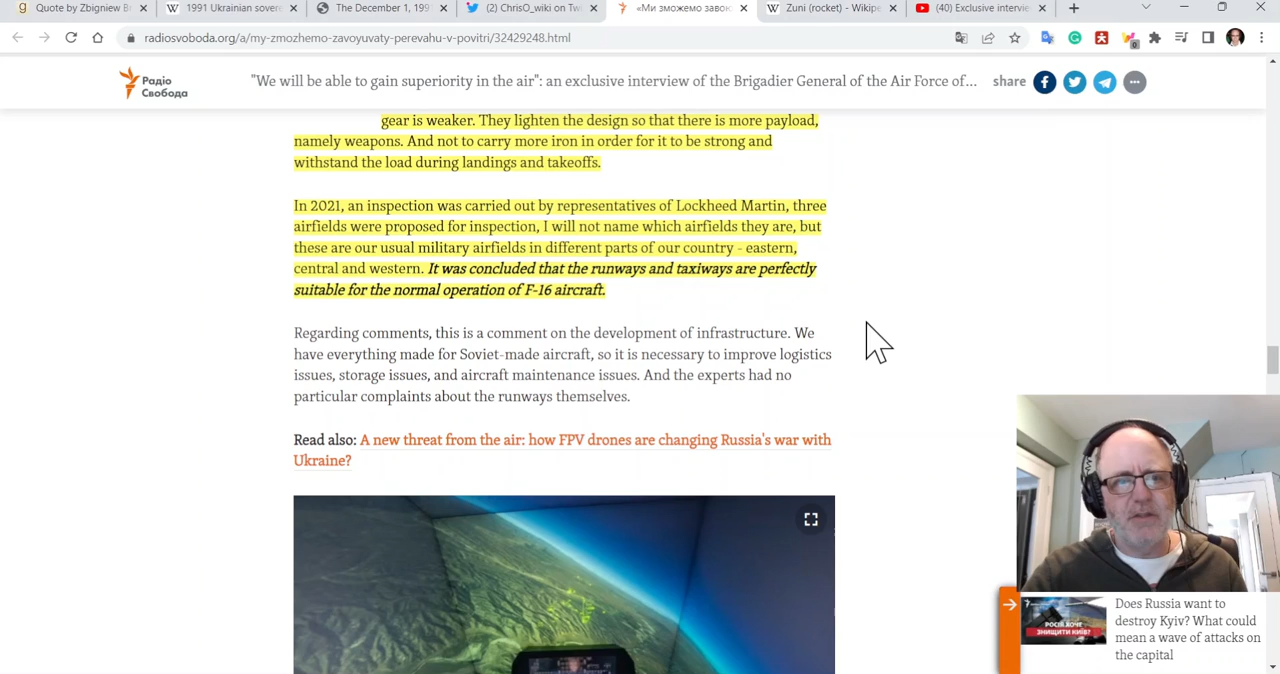 Quote by Zbigniew Br
1991 Ukrainian sover
The December 1, 199
(2) ChrisO_wiki on Tw
«Ми зможемо завою
Zuni (rocket) - Wikipe
(40) Exclusive intervie
radiosvoboda.org/a/my-zmozhemo-zavoyuvaty-perevahu-v-povitri/32429248.html
Радіо
Свобода
"We will be able to gain superiority in the air": an exclusive interview of the Brigadier General of the Air Force of...
share
gear is weaker. They lighten the design so that there is more payload,
namely weapons. And not to carry more iron in order for it to be strong and
withstand the load during landings and takeoffs.
In 2021, an inspection was carried out by representatives of Lockheed Martin, three
airfields were proposed for inspection, I will not name which airfields they are, but
these are our usual military airfields in different parts of our country - eastern,
central and western. It was concluded that the runways and taxiways are perfectly
suitable for the normal operation of F-16 aircraft.
Regarding comments, this is a comment on the development of infrastructure. We
have everything made for Soviet-made aircraft, so it is necessary to improve logistics
issues, storage issues, and aircraft maintenance issues. And the experts had no
particular complaints about the runways themselves.
Read also: A new threat from the air: how FPV drones are changing Russia's war with
Ukraine?
РОСІЯ ХОЧЕ
ЗНИЩИТИ КИЇВ?
Does Russia want to
destroy Kyiv? What could
mean a wave of attacks on
the capital